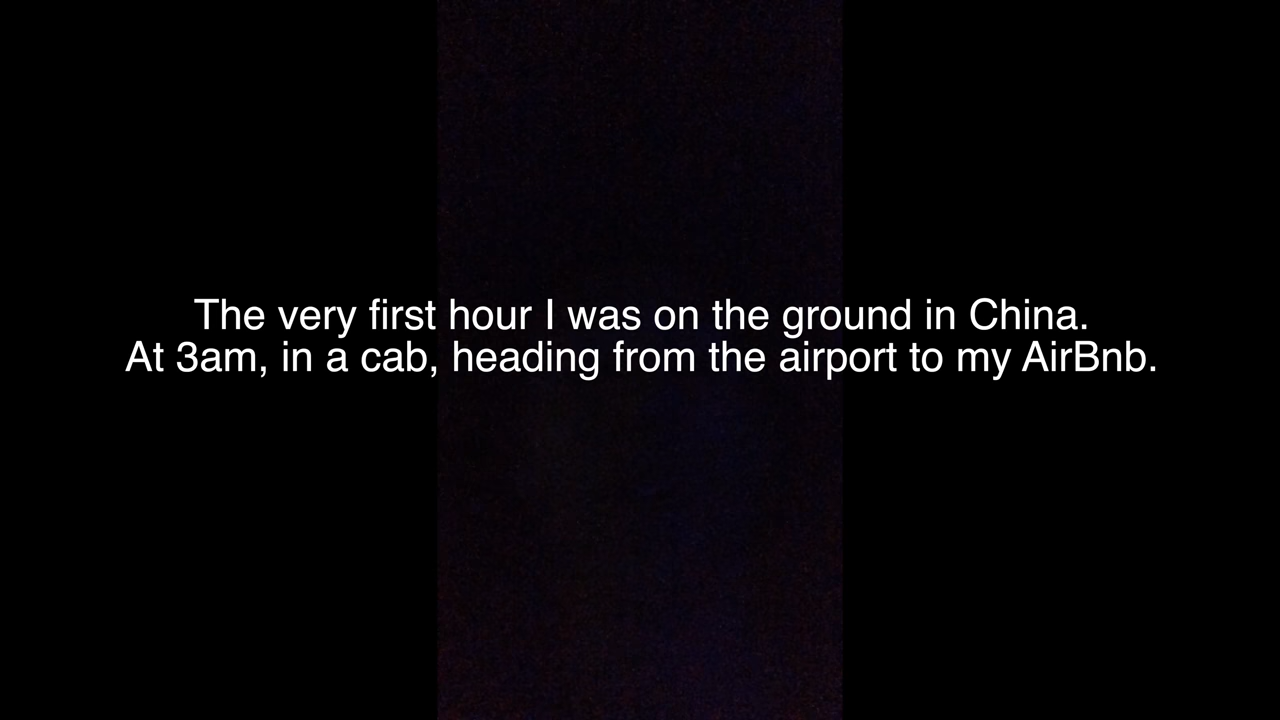 The very first hour I was on the ground in China.
At 3am, in a cab, heading from the airport to my AirBnb.